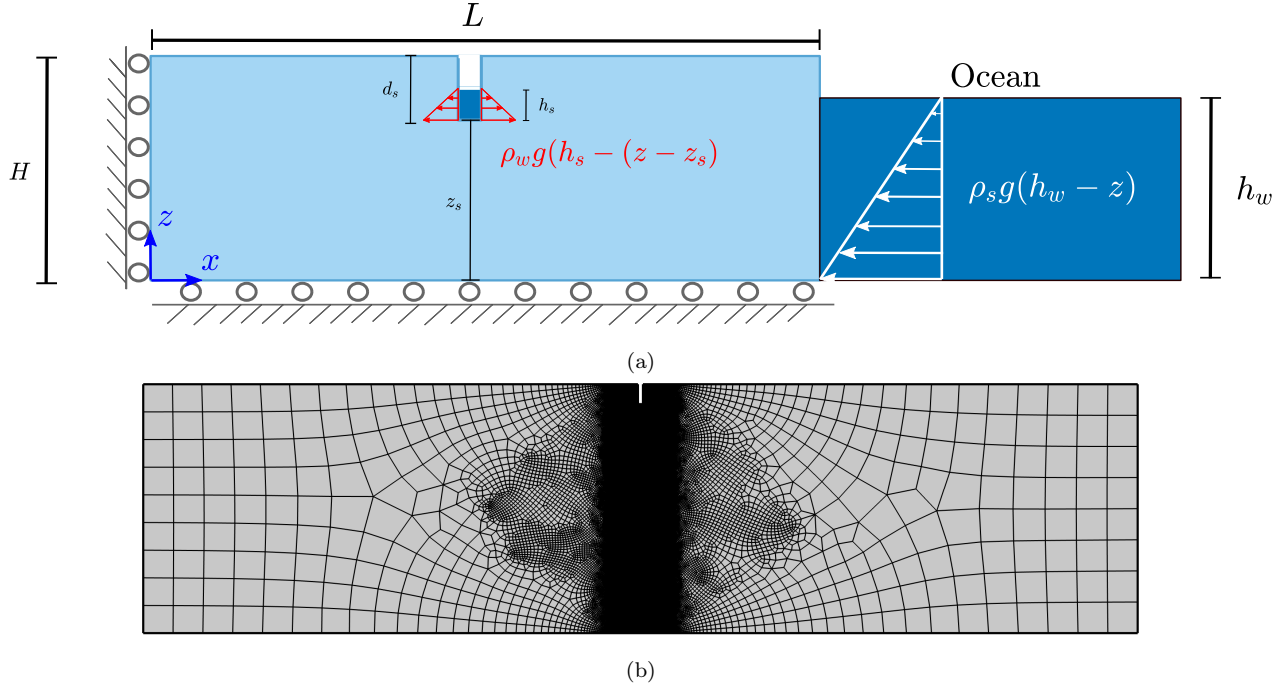 L
Ocean
d_s
h_s
H
ρ_w g(h_s − (z − z_s)
ρ_s g(h_w − z)
h_w
z_s
z
x
(a)
(b)